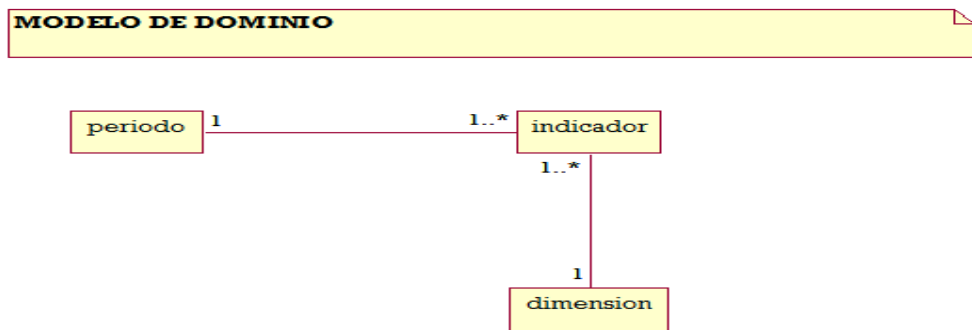 MODELO DE DOMINIO
periodo 1 1..* indicador
1..*
1
dimension